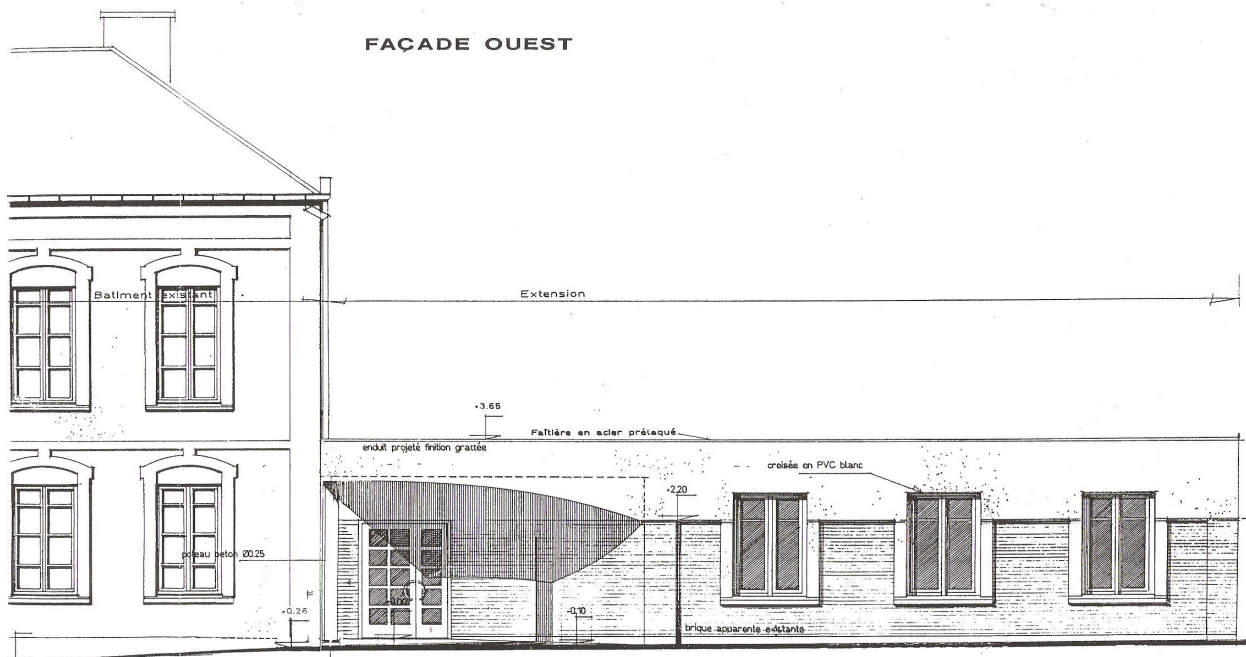 FAÇADE OUEST
Batiment existant
Extension
+3.65
Faîtière en acier prélaqué
enduit projeté finition grattée
croisée en PVC blanc
+2.20
poteau beton Ø0.25
+0.26
-0.10
brique apparente existante